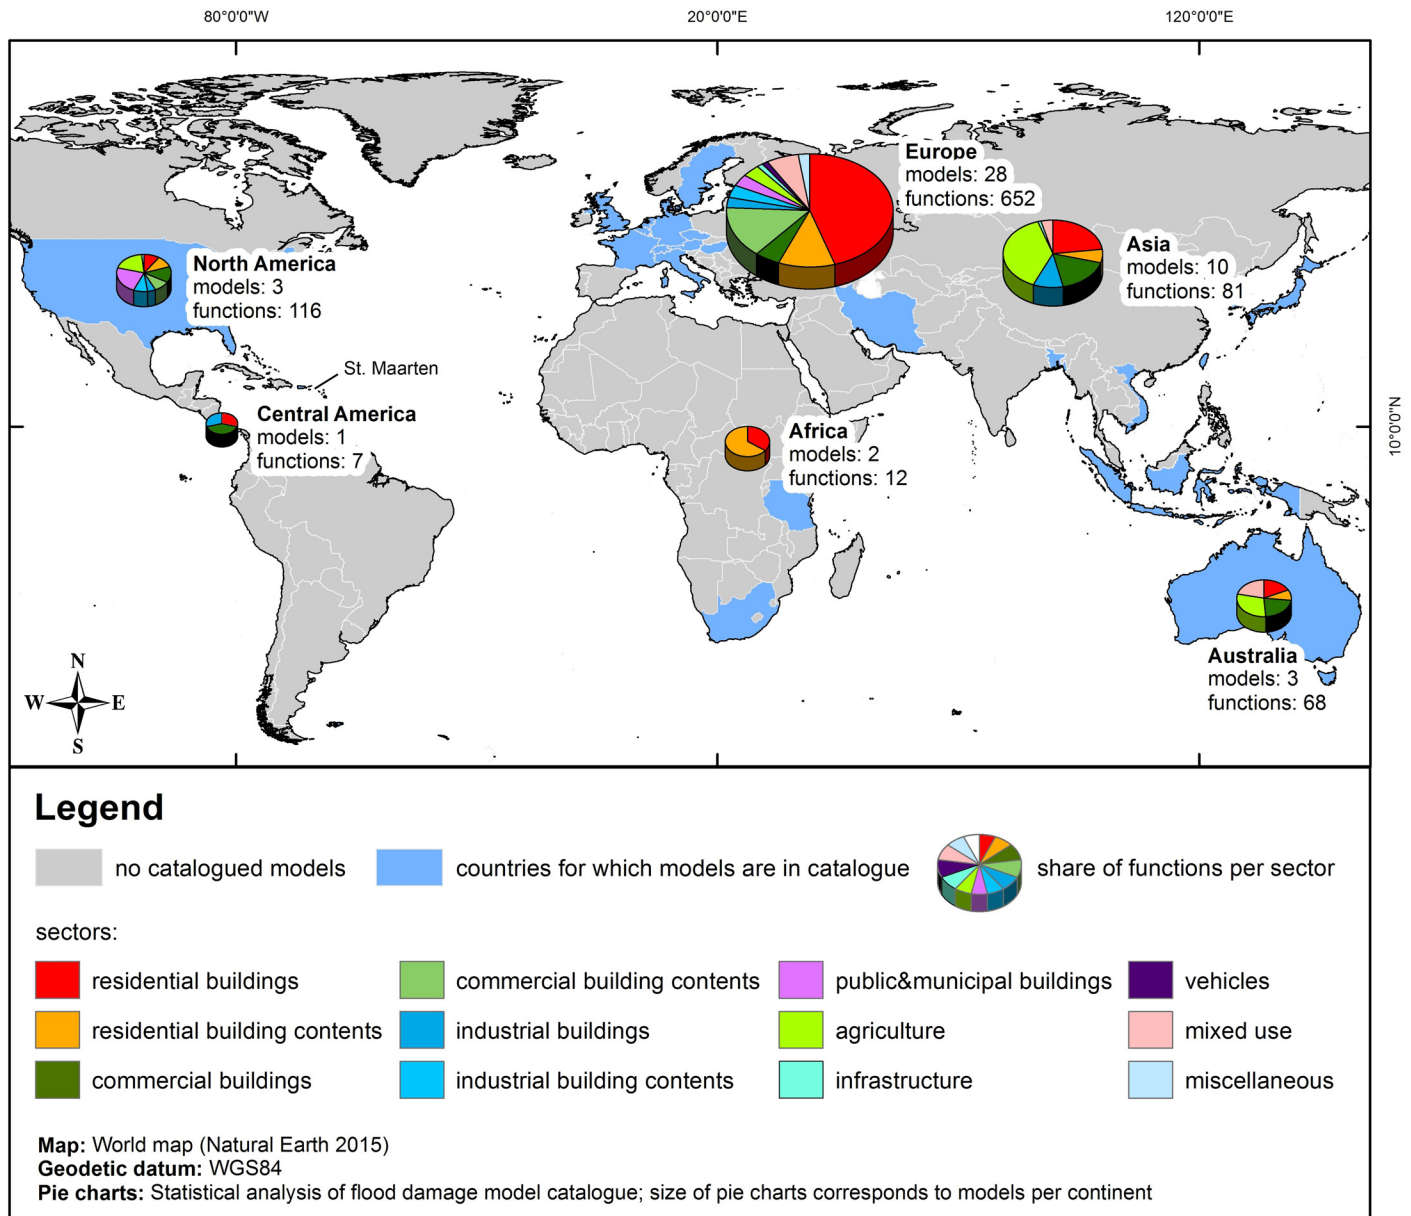 80°0'0"W
20°0'0"E
120°0'0"E
Europe
models: 28
functions: 652
North America
models: 3
functions: 116
Asia
models: 10
functions: 81
St. Maarten
Central America
models: 1
functions: 7
Africa
models: 2
functions: 12
10°0'0"N
Australia
models: 3
functions: 68
N
W E
S
Legend
no catalogued models
countries for which models are in catalogue
share of functions per sector
sectors:
residential buildings
commercial building contents
public&municipal buildings
vehicles
residential building contents
industrial buildings
agriculture
mixed use
commercial buildings
industrial building contents
infrastructure
miscellaneous
Map: World map (Natural Earth 2015)
Geodetic datum: WGS84
Pie charts: Statistical analysis of flood damage model catalogue; size of pie charts corresponds to models per continent